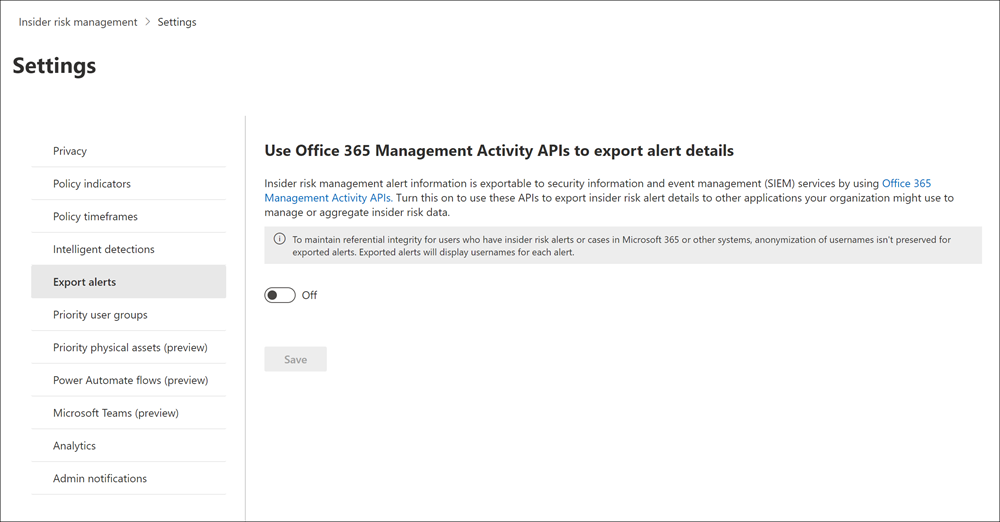 Insider risk management > Settings
Settings
Privacy
Policy indicators
Policy timeframes
Intelligent detections
Export alerts
Priority user groups
Priority physical assets (preview)
Power Automate flows (preview)
Microsoft Teams (preview)
Analytics
Admin notifications
Use Office 365 Management Activity APIs to export alert details
Insider risk management alert information is exportable to security information and event management (SIEM) services by using Office 365
Management Activity APIs. Turn this on to use these APIs to export insider risk alert details to other applications your organization might use to
manage or aggregate insider risk data.
To maintain referential integrity for users who have insider risk alerts or cases in Microsoft 365 or other systems, anonymization of usernames isn't preserved for
exported alerts. Exported alerts will display usernames for each alert.
Off
Save